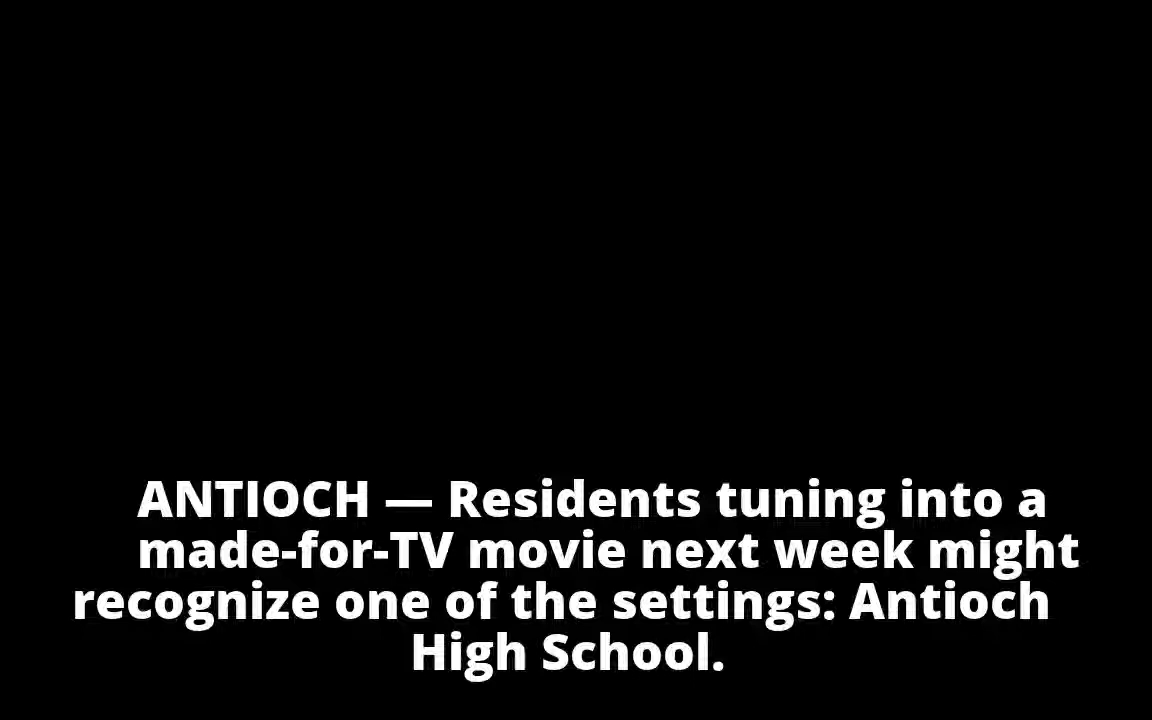 ANTIOCH — Residents tuning into a
made-for-TV movie next week might
recognize one of the settings: Antioch
High School.